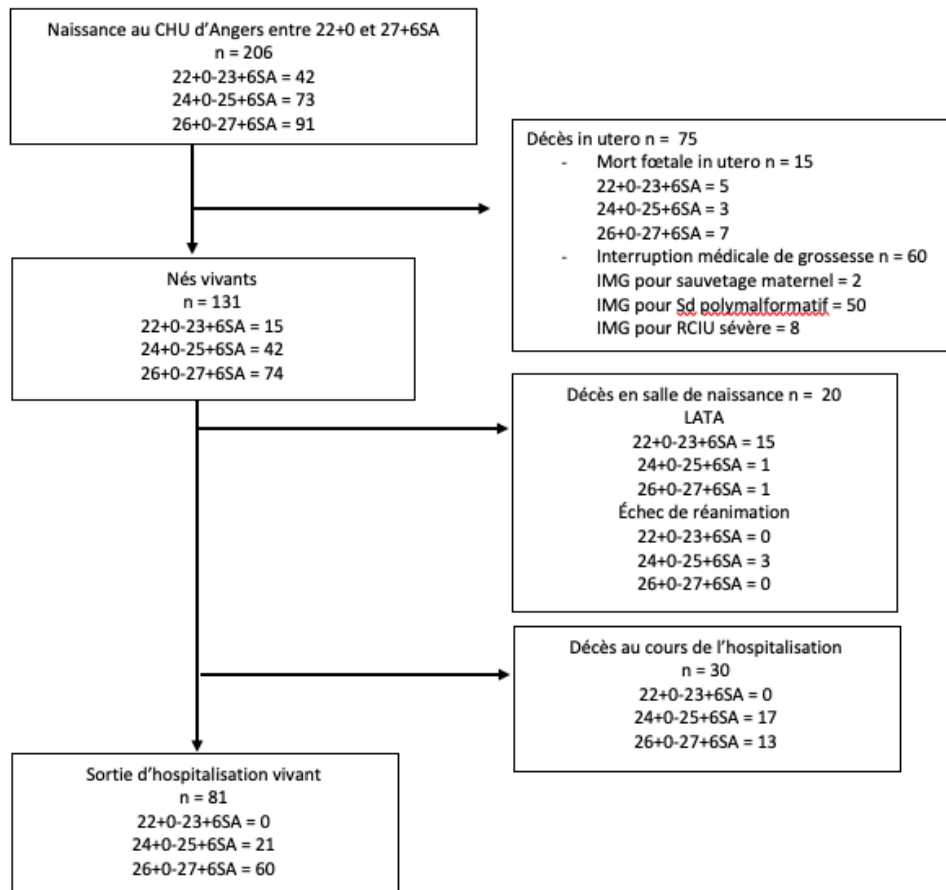 Naissance au CHU d'Angers entre 22+0 et 27+6SA
n = 206
22+0-23+6SA = 42
24+0-25+6SA = 73
26+0-27+6SA = 91
Décès in utero n = 75
- Mort fœtale in utero n = 15
22+0-23+6SA = 5
24+0-25+6SA = 3
26+0-27+6SA = 7
- Interruption médicale de grossesse n = 60
IMG pour sauvetage maternel = 2
IMG pour Sd polymalformatif = 50
IMG pour RCIU sévère = 8
Nés vivants
n = 131
22+0-23+6SA = 15
24+0-25+6SA = 42
26+0-27+6SA = 74
Décès en salle de naissance n = 20
LATA
22+0-23+6SA = 15
24+0-25+6SA = 1
26+0-27+6SA = 1
Échec de réanimation
22+0-23+6SA = 0
24+0-25+6SA = 3
26+0-27+6SA = 0
Décès au cours de l'hospitalisation
n = 30
22+0-23+6SA = 0
24+0-25+6SA = 17
26+0-27+6SA = 13
Sortie d'hospitalisation vivant
n = 81
22+0-23+6SA = 0
24+0-25+6SA = 21
26+0-27+6SA = 60